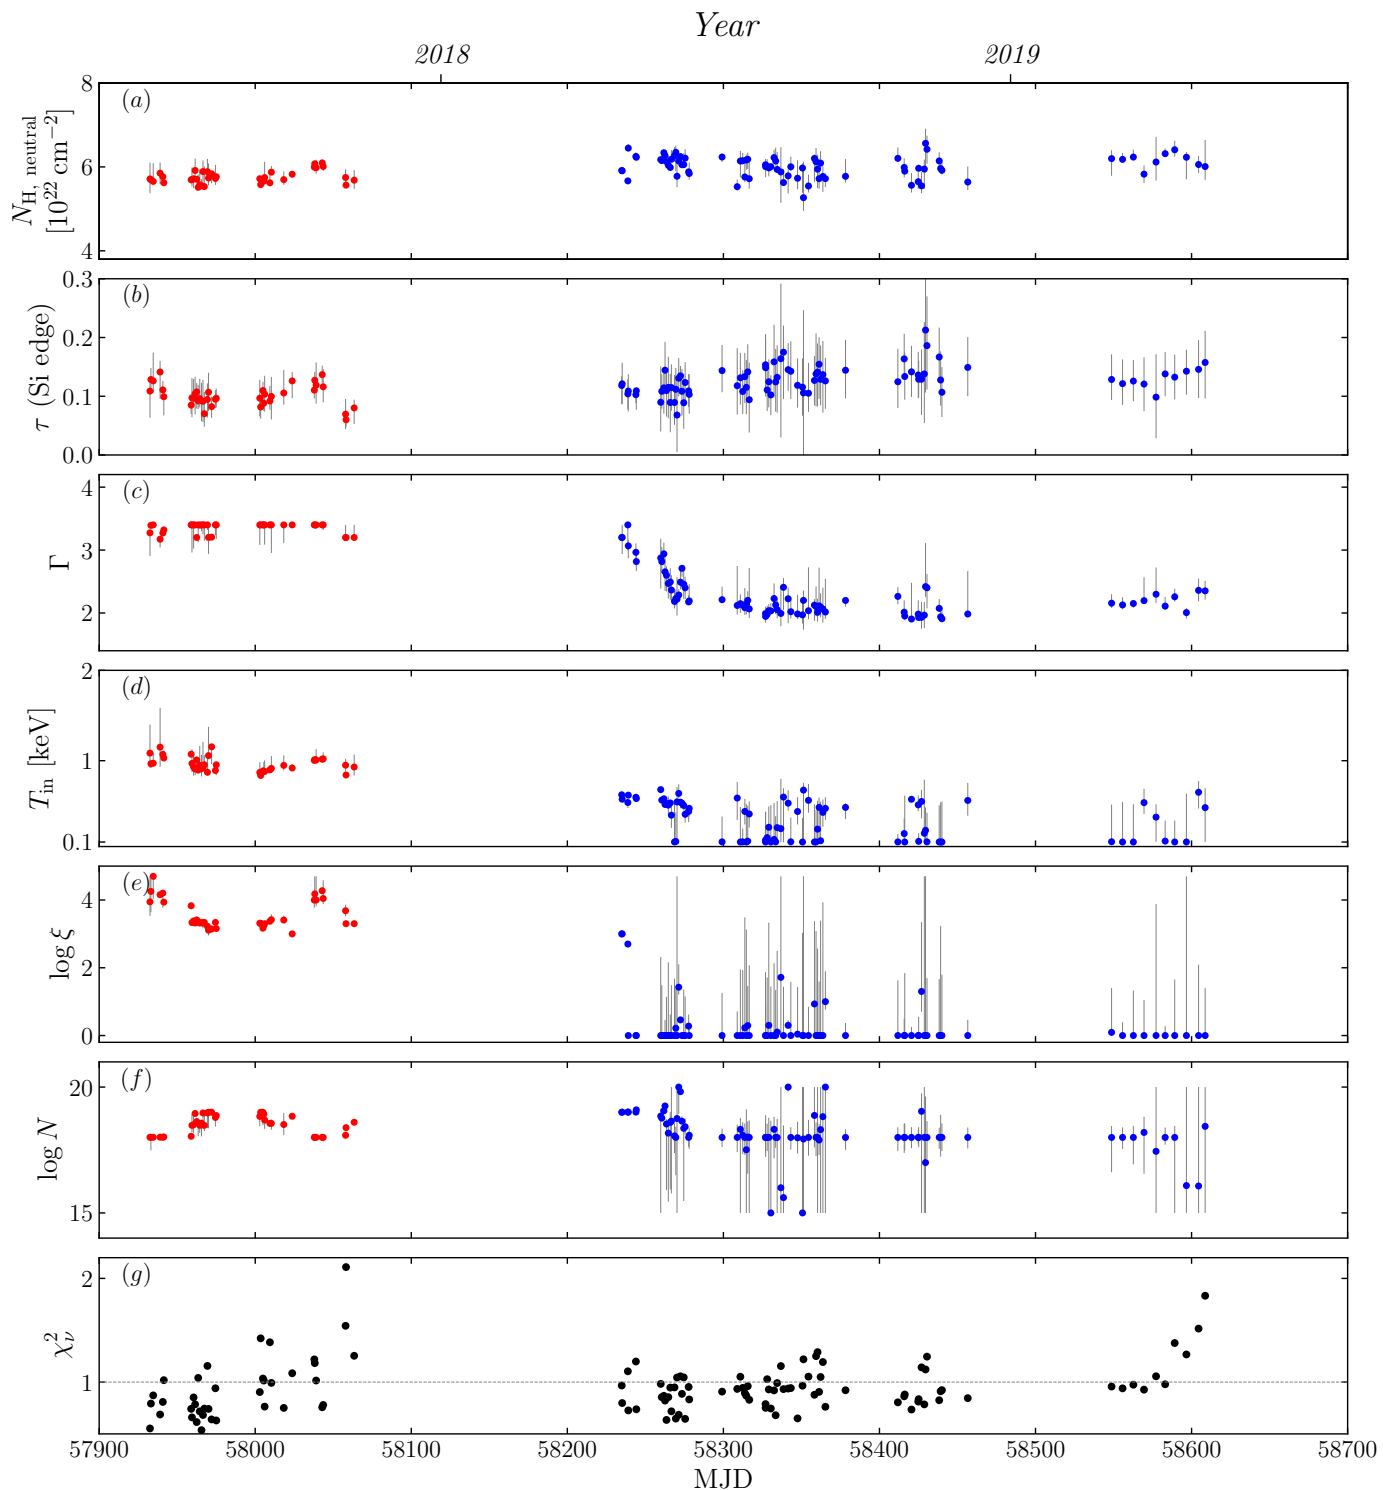 Year
2018 2019
(a)
8
6
4
N_H, neutral
[10^22 cm^−2]
(b)
0.3
0.2
0.1
0.0
τ (Si edge)
(c)
4
3
2
Γ
(d)
2
1
0.1
T_in [keV]
(e)
4
2
0
log ξ
(f)
20
15
log N
(g)
2
1
χ²_ν
57900 58000 58100 58200 58300 58400 58500 58600 58700
MJD